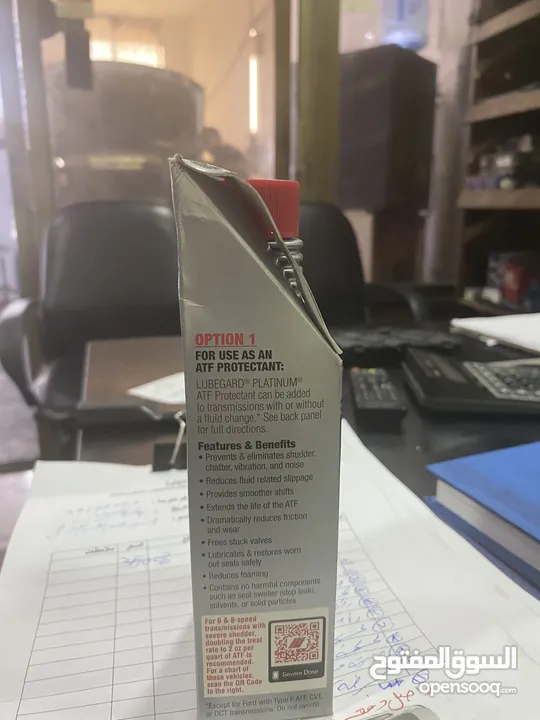 OPTION 1
FOR USE AS AN
ATF PROTECTANT:
LUBEGARD® PLATINUM®
ATF Protectant can be added
to transmissions with or without
a fluid change.* See back panel
for full directions.
Features & Benefits
• Prevents & eliminates shudder,
chatter, vibration, and noise
• Reduces fluid related slippage
• Provides smoother shifts
• Extends the life of the ATF
• Dramatically reduces friction
and wear
• Frees stuck valves
• Lubricates & restores worn
out seals safely
• Reduces foaming
• Contains no harmful components
such as seal sweller (stop leak),
solvents, or solid particles
For 6 & 8-speed
transmissions with
severe shudder,
doubling the treat
rate to 2 oz per
quart of ATF is
recommended.
For a chart of
these vehicles,
scan the QR Code
to the right.
Severe Dose
*Except for Ford with Type F ATF, CVT,
or DCT transmissions. Do not
السوق المفتوح
opensooq.com